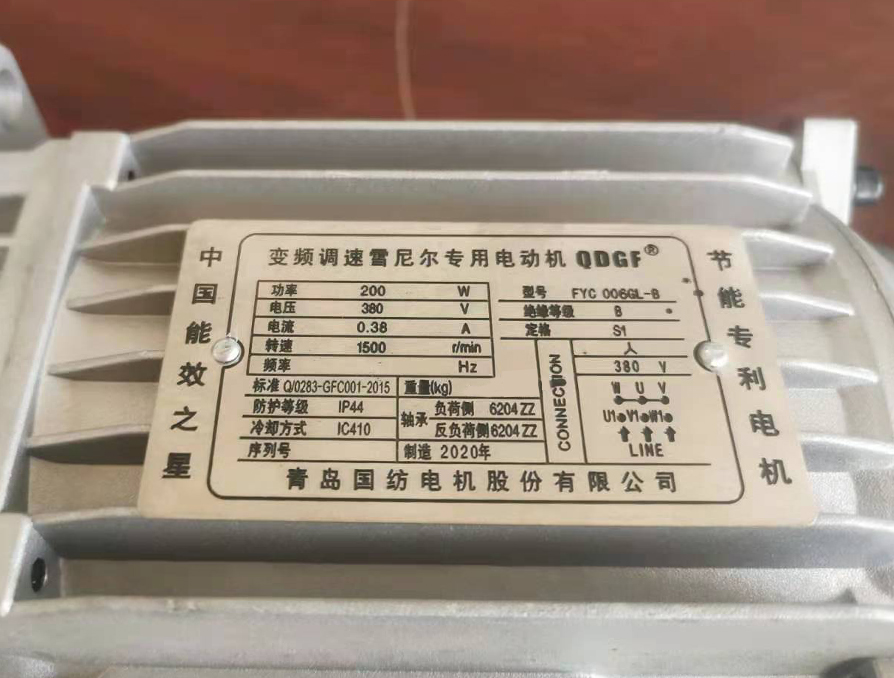 中国能效之星
变频调速雷尼尔专用电动机 QDGF®
节能专利电机
功率 200 W
电压 380 V
电流 0.38 A
转速 1500 r/min
频率 Hz
型号 FYC 006GL-B
绝缘等级 B
定格 S1
标准 Q/0283-GFC001-2015
重量(kg)
防护等级 IP44
轴承 负荷侧 6204ZZ
反负荷侧 6204ZZ
冷却方式 IC410
序列号
制造 2020年
CONNECTION
人
380 V
W U V
U1 V1 W1
LINE
青岛国纺电机股份有限公司